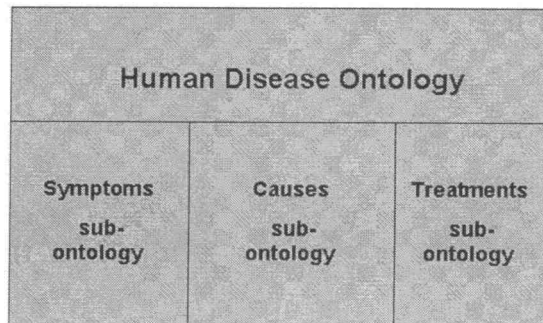 Human Disease Ontology
Symptoms
sub-
ontology
Causes
sub-
ontology
Treatments
sub-
ontology